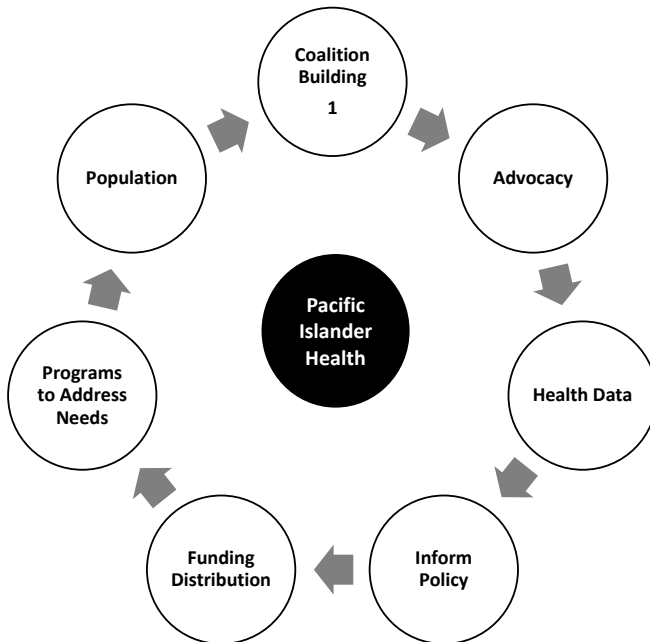 Coalition
Building
1
Advocacy
Health Data
Inform
Policy
Funding
Distribution
Programs
to Address
Needs
Population
Pacific
Islander
Health